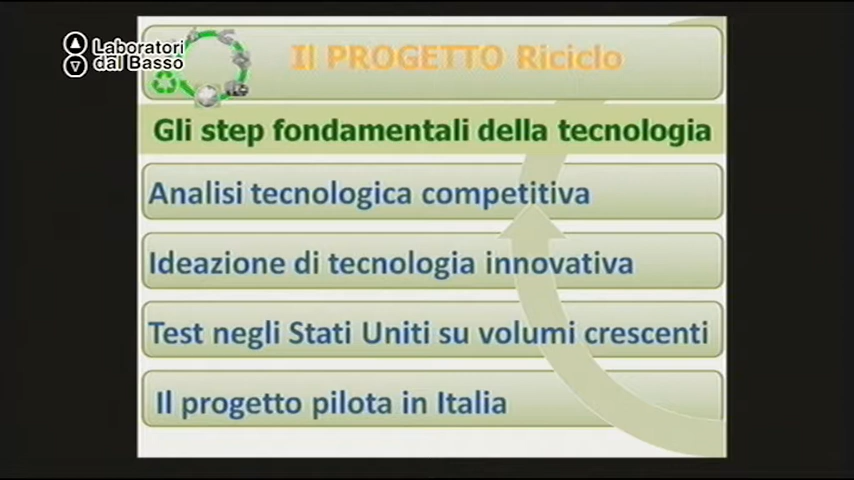 Laboratori
dal Basso
Il PROGETTO Riciclo
Gli step fondamentali della tecnologia
Analisi tecnologica competitiva
Ideazione di tecnologia innovativa
Test negli Stati Uniti su volumi crescenti
Il progetto pilota in Italia